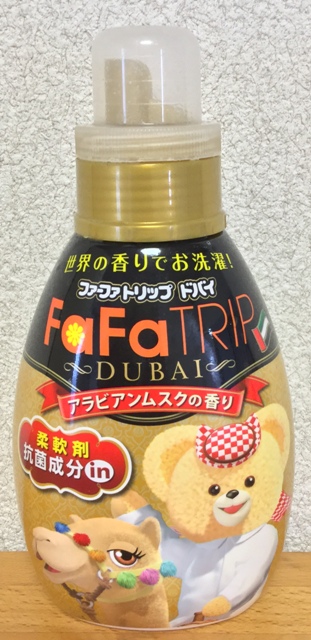 世界の香りでお洗濯!
ファーファトリップ ドバイ
FaFaTRIP
DUBAI
アラビアンムスクの香り
柔軟剤
抗菌成分in